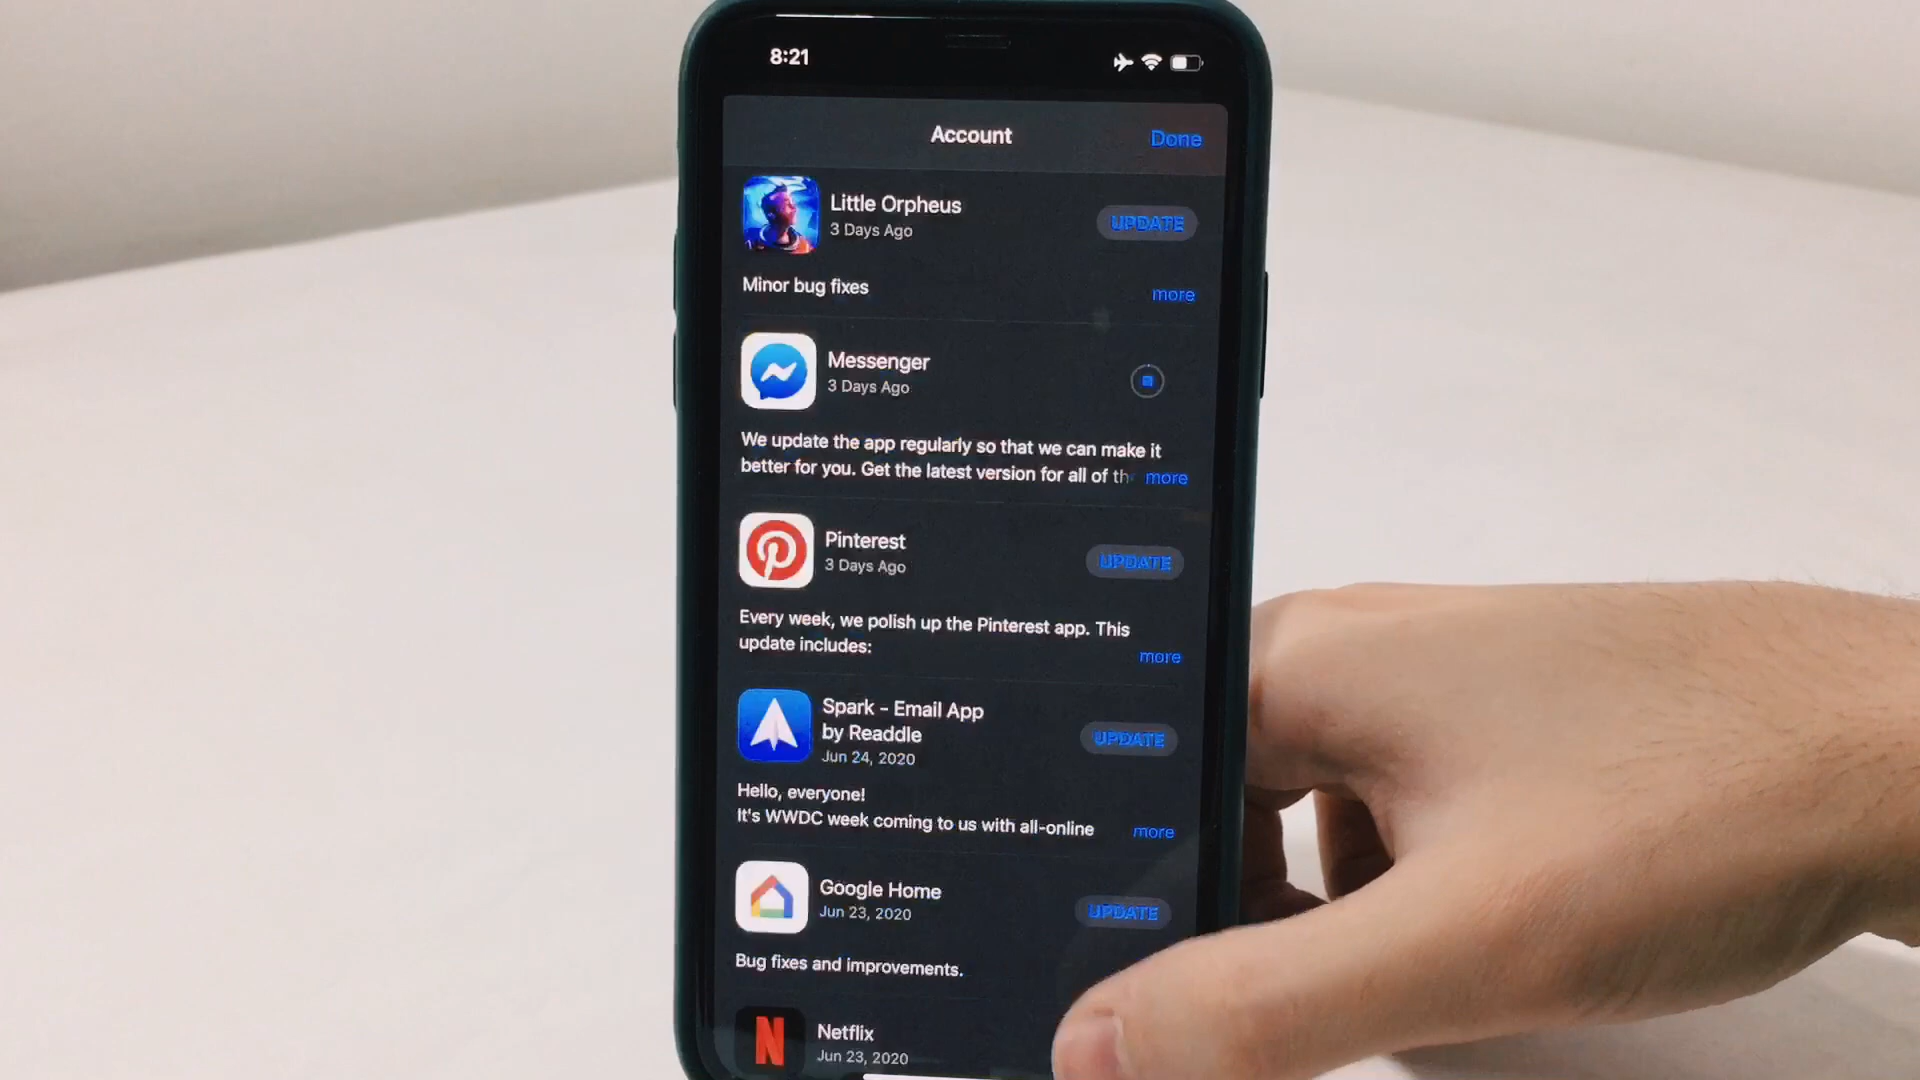 8:21
Account
Done
Little Orpheus
3 Days Ago
UPDATE
Minor bug fixes
more
Messenger
3 Days Ago
We update the app regularly so that we can make it
better for you. Get the latest version for all of th
more
Pinterest
3 Days Ago
UPDATE
Every week, we polish up the Pinterest app. This
update includes:
more
Spark - Email App
by Readdle
Jun 24, 2020
UPDATE
Hello, everyone!
It's WWDC week coming to us with all-online
more
Google Home
Jun 23, 2020
UPDATE
Bug fixes and improvements.
N
Netflix
Jun 23, 2020